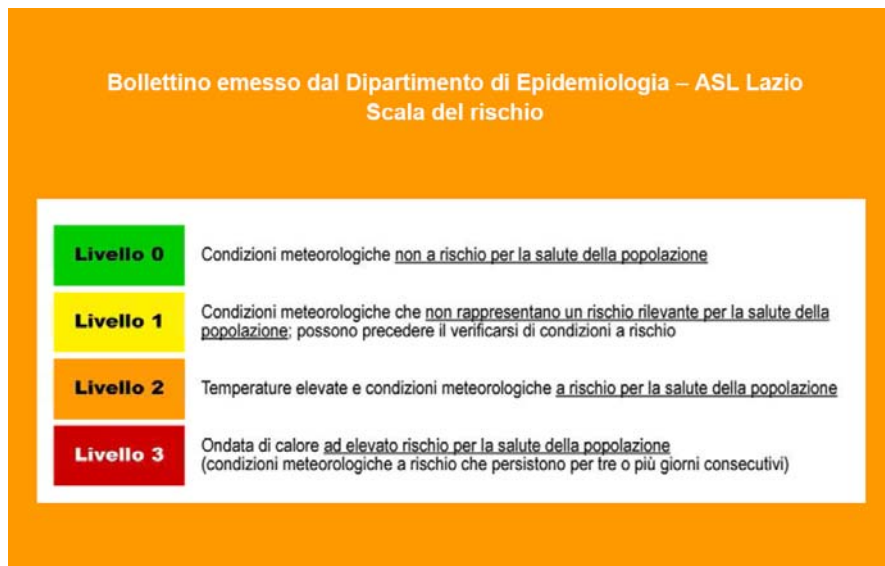 Bollettino emesso dal Dipartimento di Epidemiologia – ASL Lazio
Scala del rischio
Livello 0
Condizioni meteorologiche non a rischio per la salute della popolazione
Livello 1
Condizioni meteorologiche che non rappresentano un rischio rilevante per la salute della
popolazione; possono precedere il verificarsi di condizioni a rischio
Livello 2
Temperature elevate e condizioni meteorologiche a rischio per la salute della popolazione
Livello 3
Ondata di calore ad elevato rischio per la salute della popolazione
(condizioni meteorologiche a rischio che persistono per tre o più giorni consecutivi)